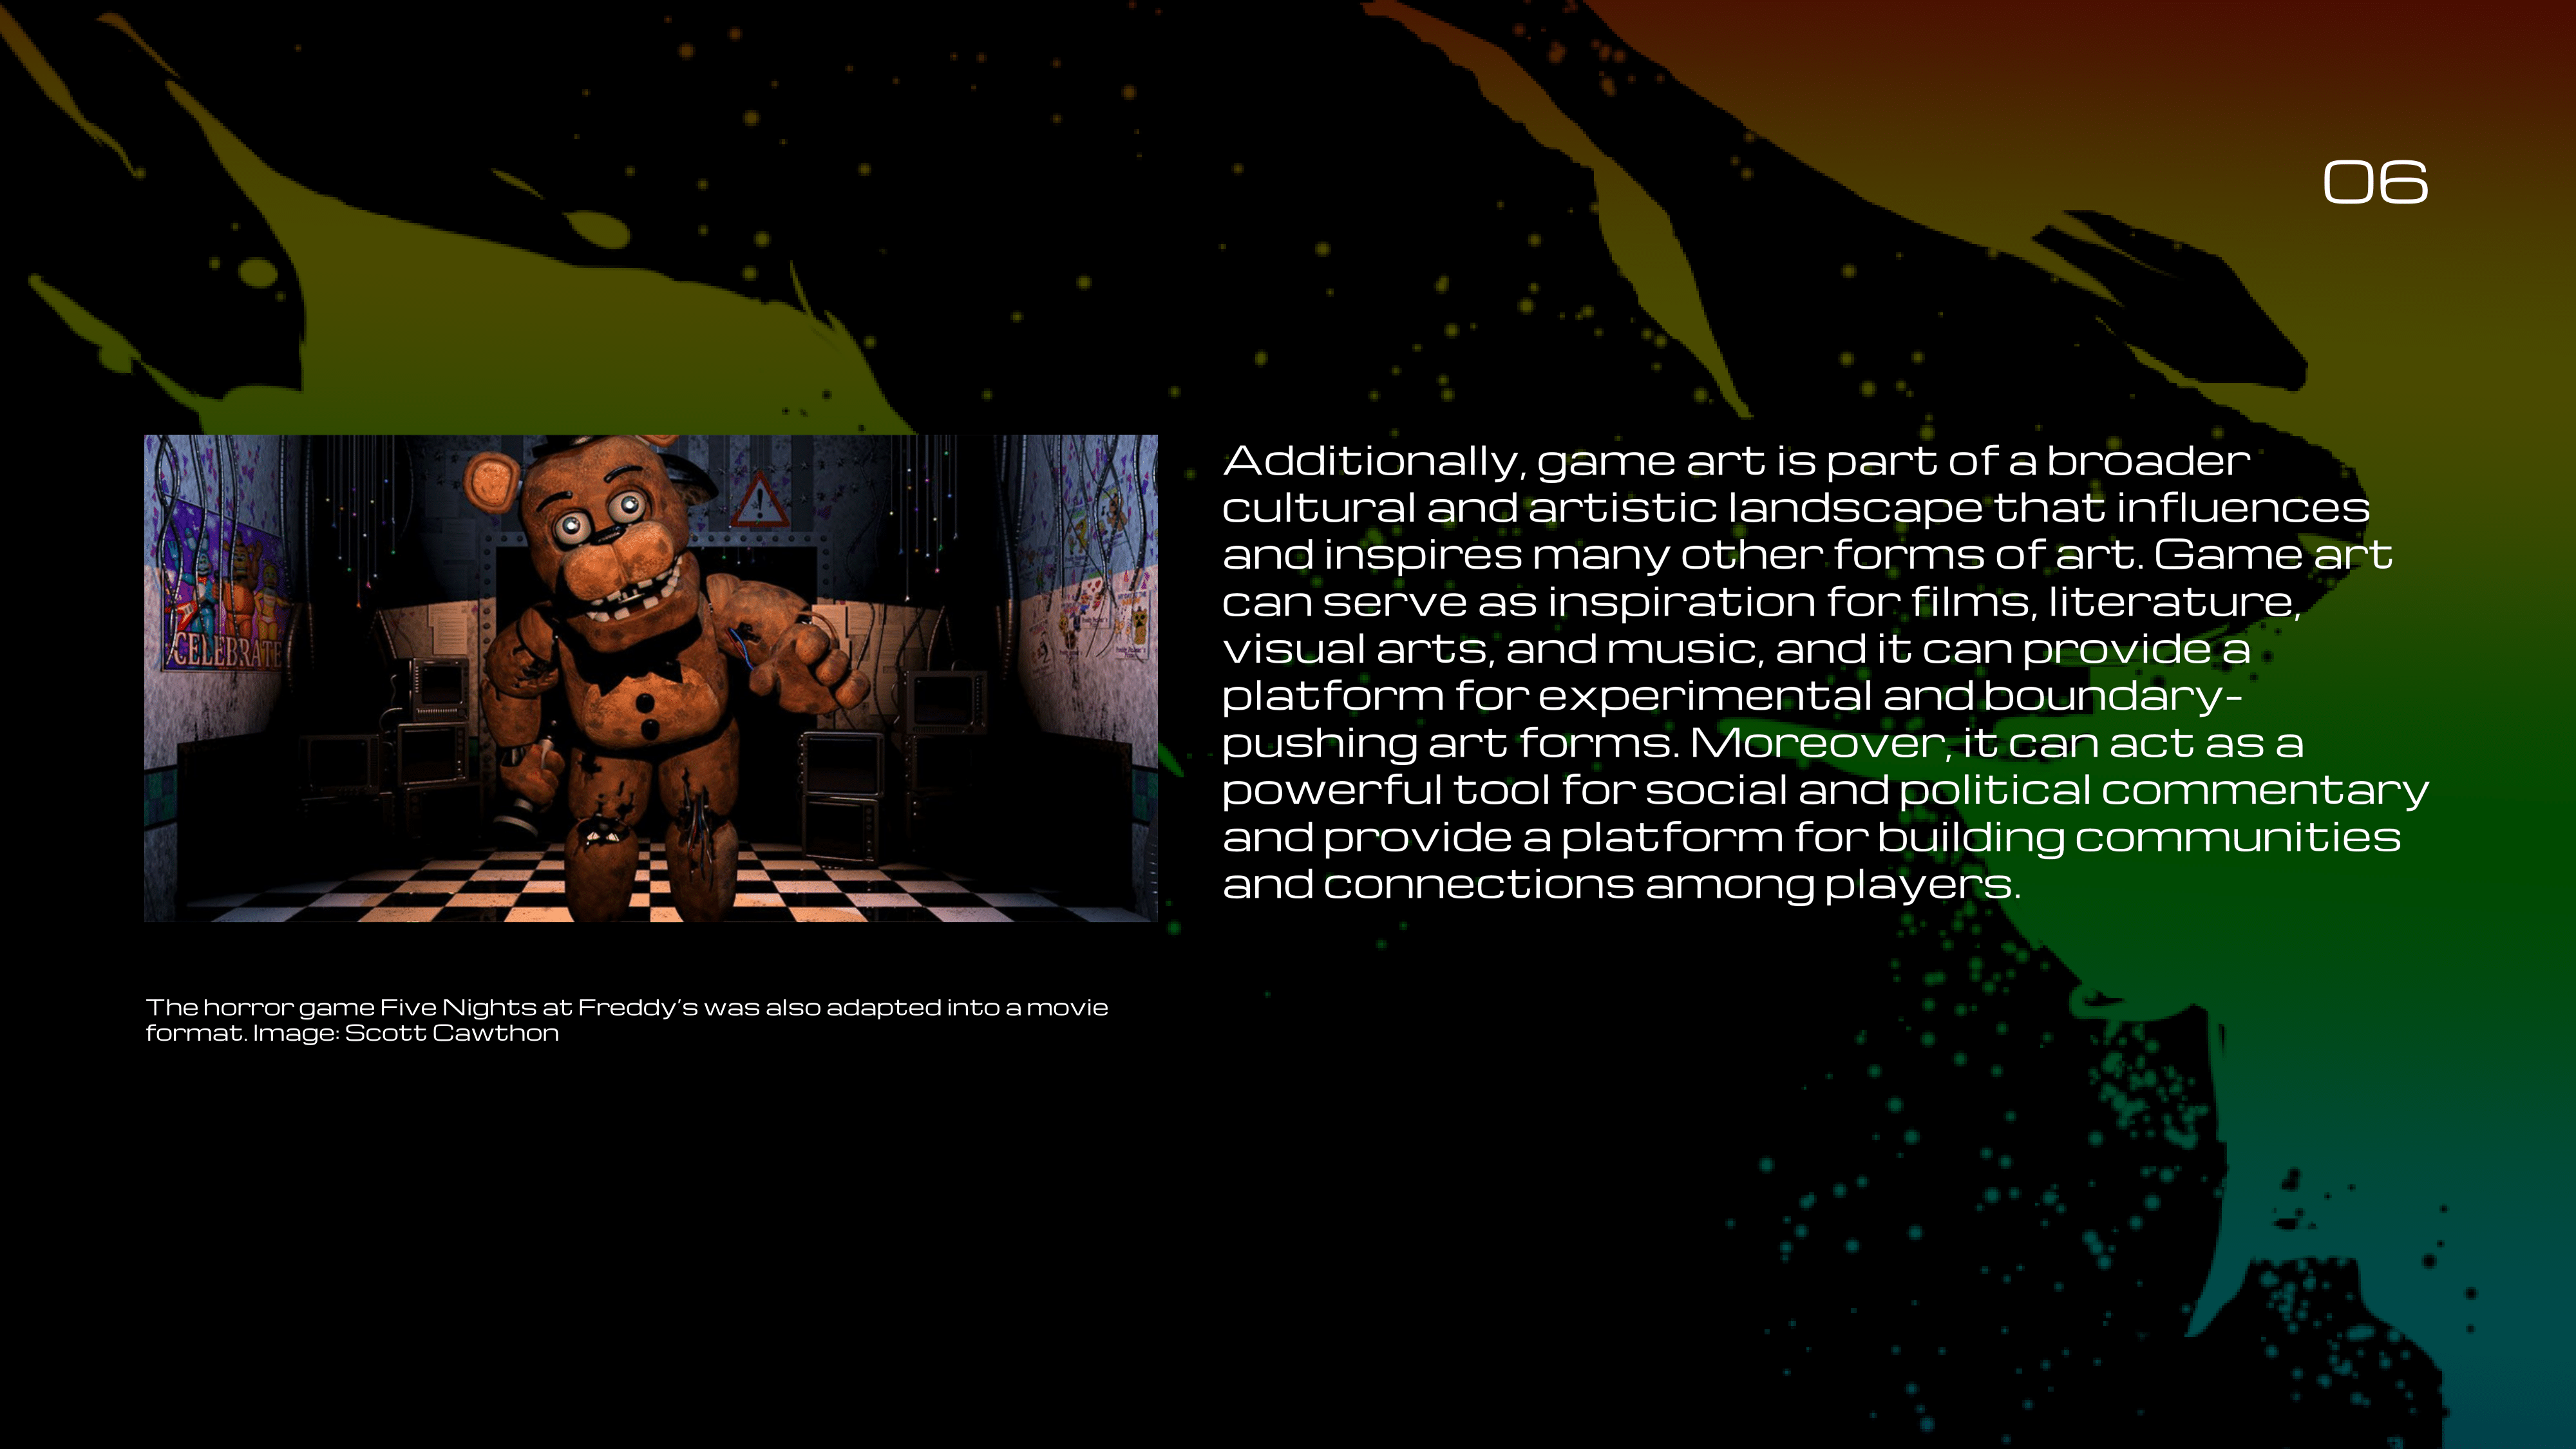 06
CELEBRATE
Additionally, game art is part of a broader
cultural and artistic landscape that influences
and inspires many other forms of art. Game art
can serve as inspiration for films, literature,
visual arts, and music, and it can provide a
platform for experimental and boundary-
pushing art forms. Moreover, it can act as a
powerful tool for social and political commentary
and provide a platform for building communities
and connections among players.
The horror game Five Nights at Freddy's was also adapted into a movie
format. Image: Scott Cawthon